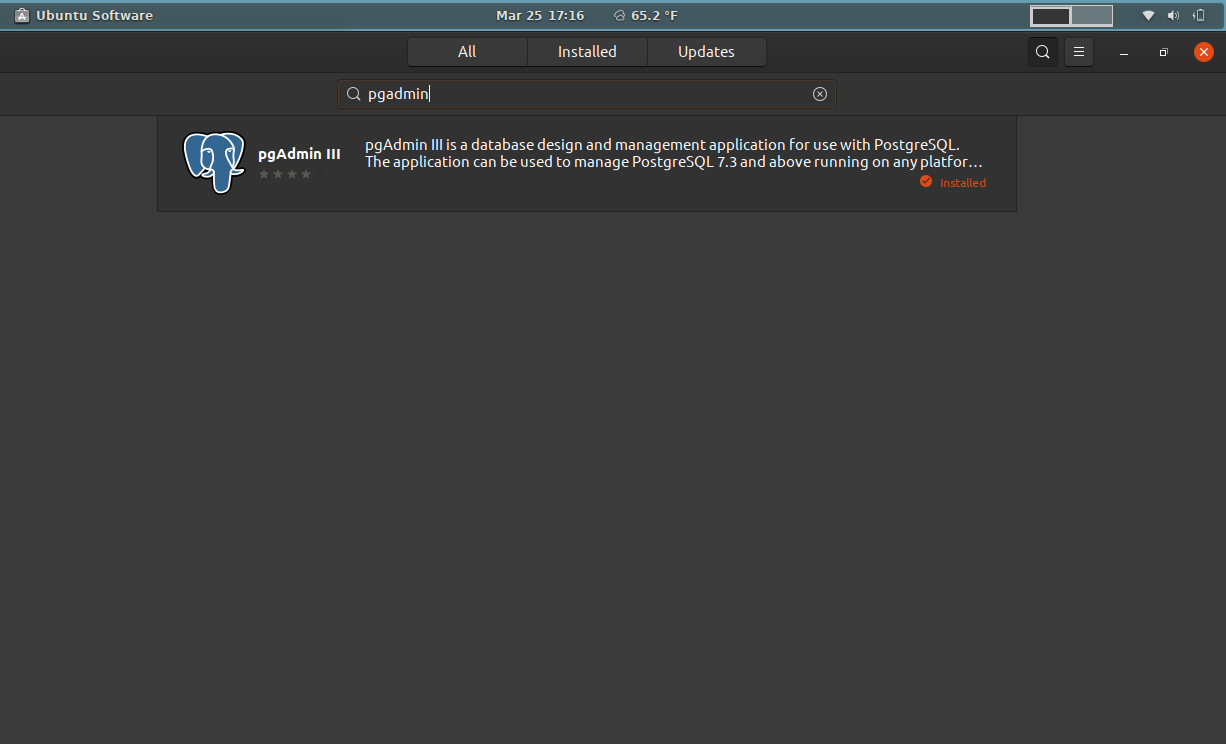 Ubuntu Software
Mar 25 17:16
65.2 °F
All
Installed
Updates
pgadmin
pgAdmin III
pgAdmin III is a database design and management application for use with PostgreSQL.
The application can be used to manage PostgreSQL 7.3 and above running on any platfor…
Installed